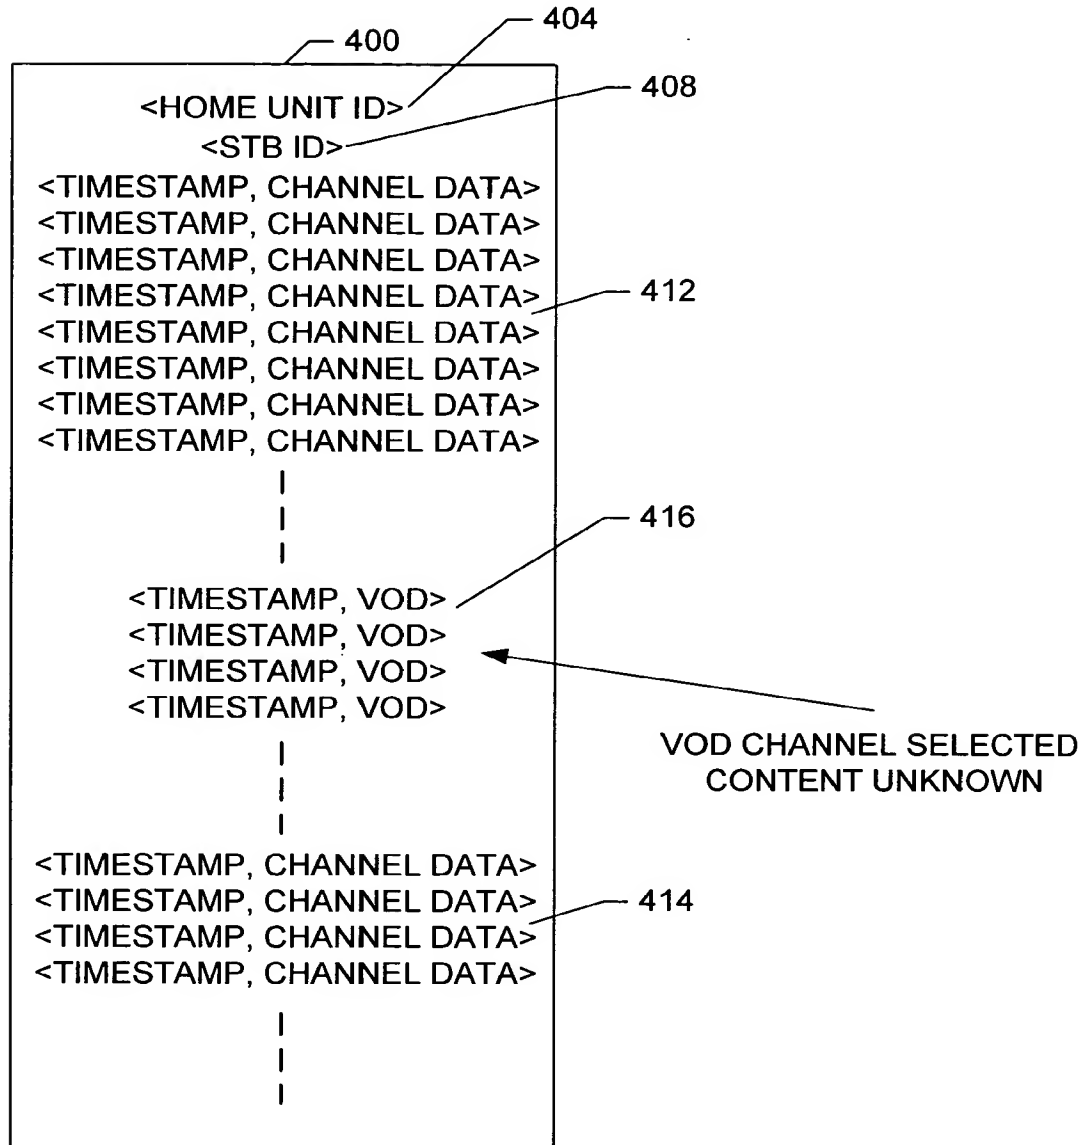 404
400
408
<HOME UNIT ID>
<STB ID>
<TIMESTAMP, CHANNEL DATA>
<TIMESTAMP, CHANNEL DATA>
<TIMESTAMP, CHANNEL DATA>
<TIMESTAMP, CHANNEL DATA>
412
<TIMESTAMP, CHANNEL DATA>
<TIMESTAMP, CHANNEL DATA>
<TIMESTAMP, CHANNEL DATA>
<TIMESTAMP, CHANNEL DATA>
416
<TIMESTAMP, VOD>
<TIMESTAMP, VOD>
<TIMESTAMP, VOD>
<TIMESTAMP, VOD>
VOD CHANNEL SELECTED
CONTENT UNKNOWN
<TIMESTAMP, CHANNEL DATA>
<TIMESTAMP, CHANNEL DATA>
414
<TIMESTAMP, CHANNEL DATA>
<TIMESTAMP, CHANNEL DATA>